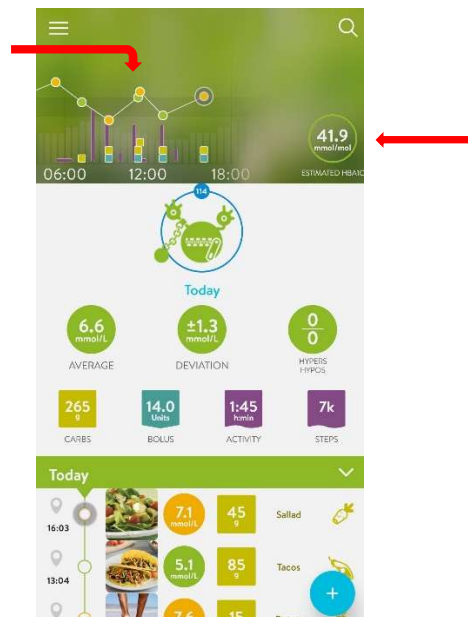 41.9
mmol/mol
06:00 12:00 18:00
ESTIMATED HBA1C
114
Today
6.6
mmol/L
±1.3
mmol/L
0
0
AVERAGE
DEVIATION
HYPERS
HYPOS
265
g
14.0
Units
1:45
h:min
7k
CARBS
BOLUS
ACTIVITY
STEPS
Today
16:03
7.1
mmol/L
45
g
Sallad
13:04
5.1
mmol/L
85
g
Tacos
+
7.6
15